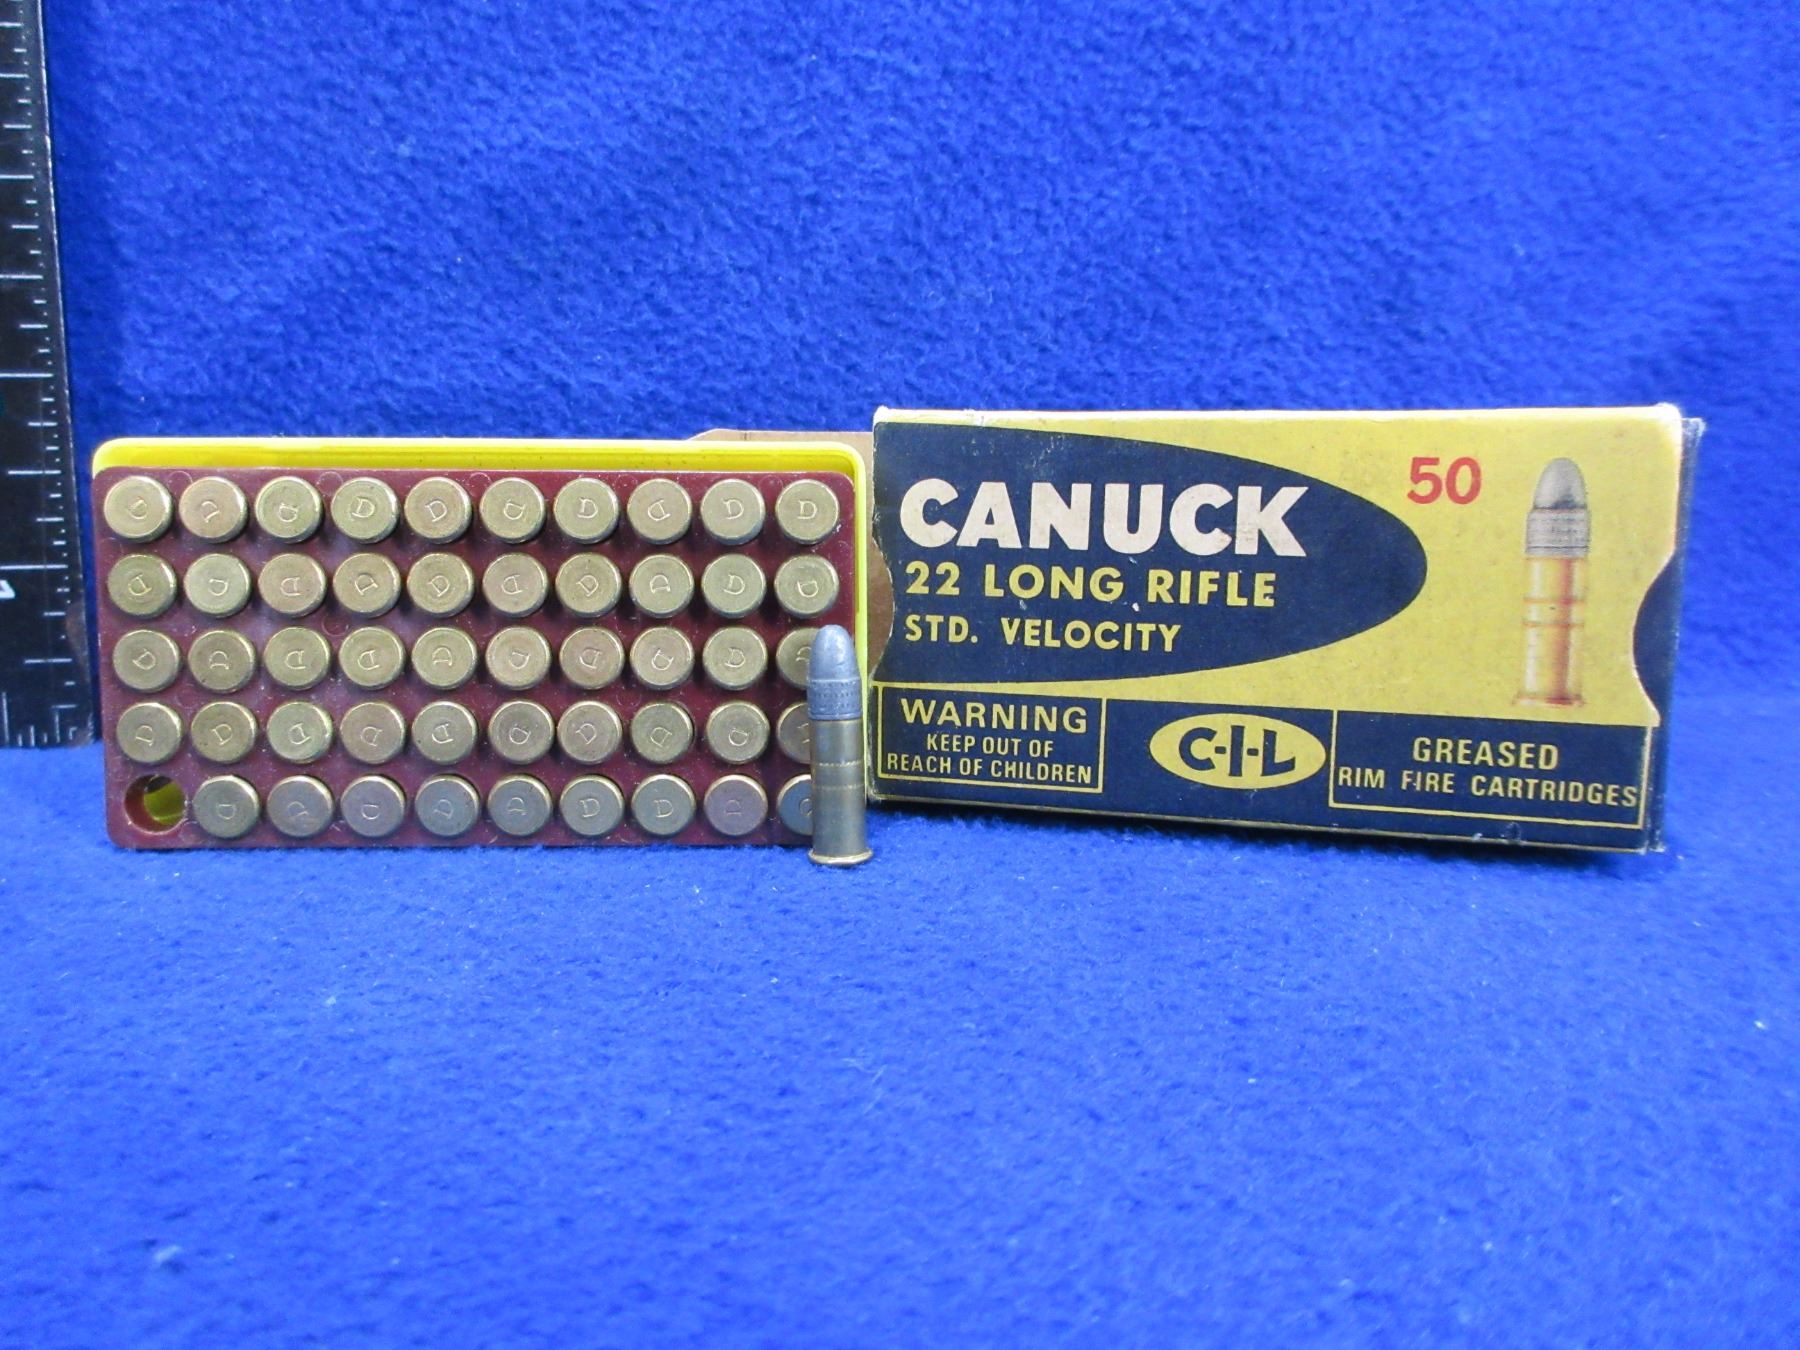 CANUCK
22 LONG RIFLE
STD. VELOCITY
50
WARNING
KEEP OUT OF
REACH OF CHILDREN
C-I-L
GREASED
RIM FIRE CARTRIDGES
D D D D D D D D D D
D D D D D D D D D D
D D D D D D D D D D
D D D D D D D D D D
D D D D D D D D D